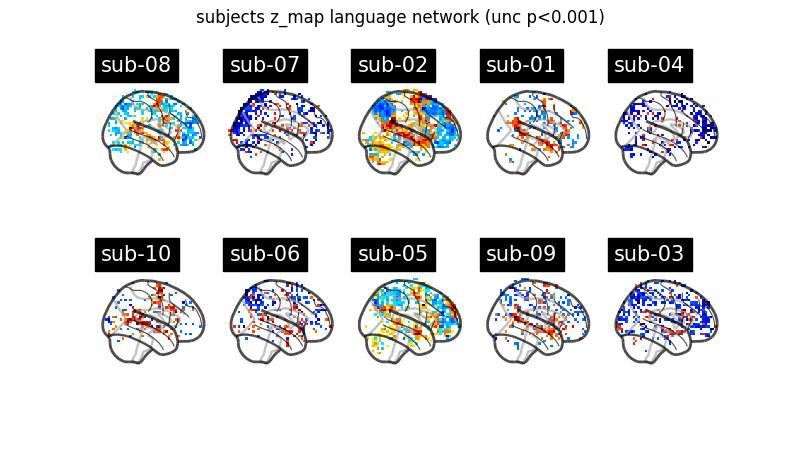 subjects z_map language network (unc p<0.001)
sub-08
sub-07
sub-02
sub-01
sub-04
sub-10
sub-06
sub-05
sub-09
sub-03